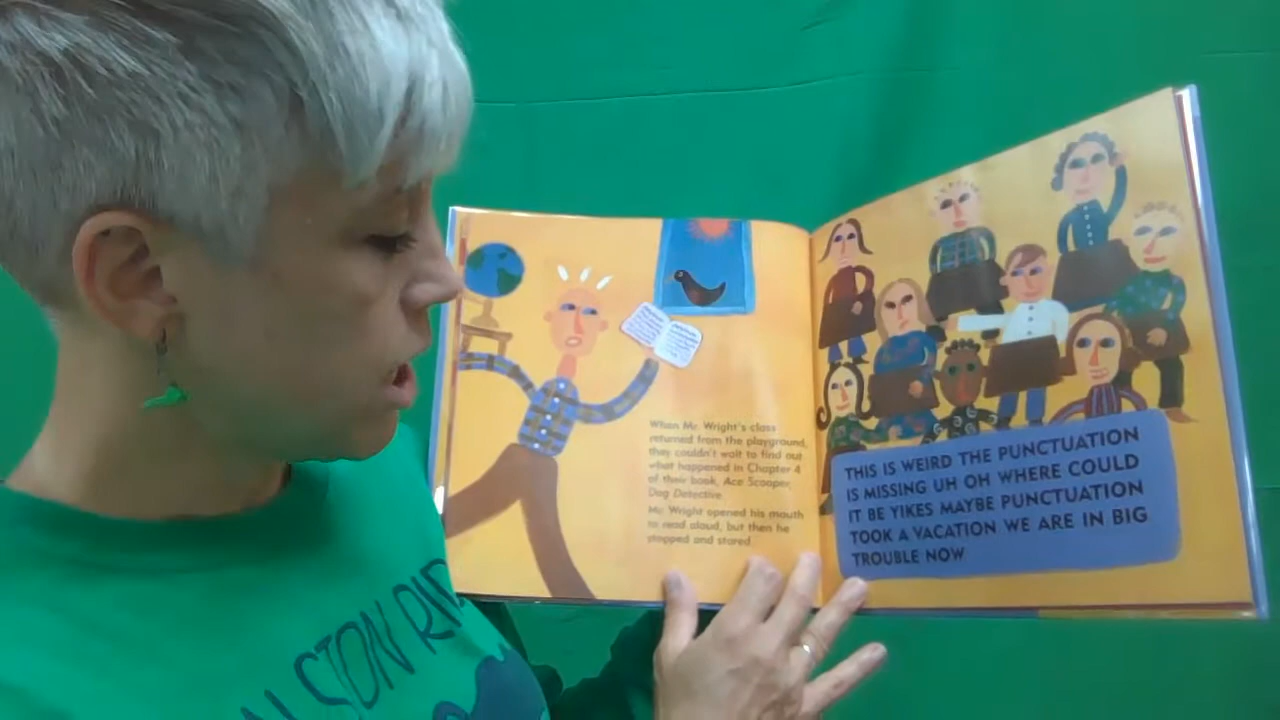 When Mr. Wright's class
returned from the playground,
they couldn't wait to find out
what happened in Chapter 4
of their book, Ace Scooper,
Dog Detective.
Mr. Wright opened his mouth
to read aloud, but then he
stopped and stared
THIS IS WEIRD THE PUNCTUATION
IS MISSING UH OH WHERE COULD
IT BE YIKES MAYBE PUNCTUATION
TOOK A VACATION WE ARE IN BIG
TROUBLE NOW
ALSTON RID